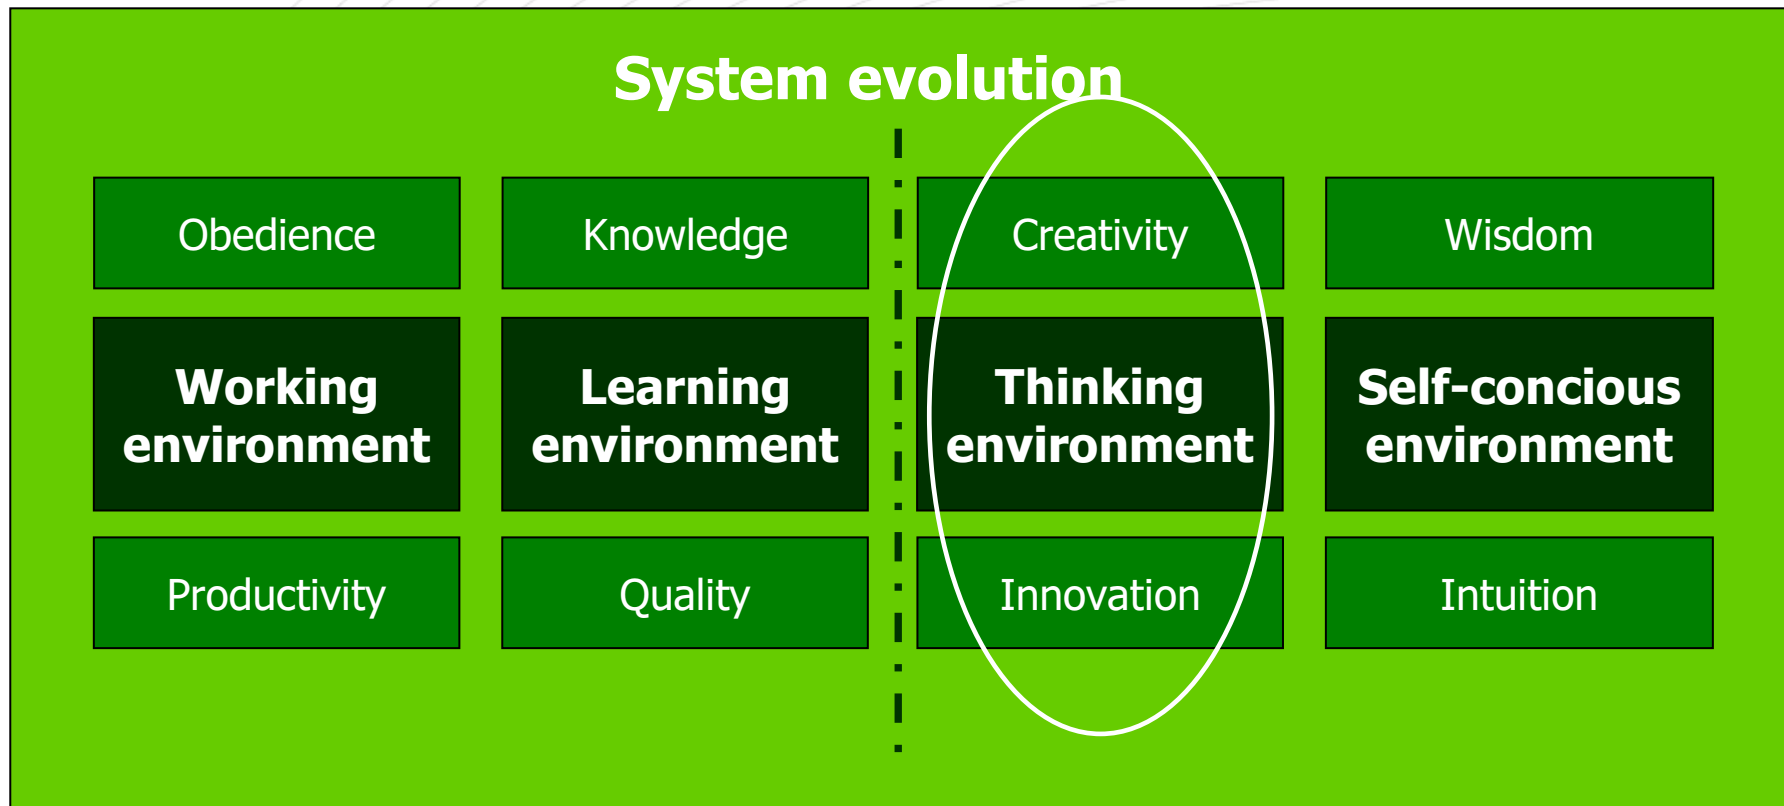 System evolution
Obedience
Knowledge
Creativity
Wisdom
Working
environment
Learning
environment
Thinking
environment
Self-concious
environment
Productivity
Quality
Innovation
Intuition